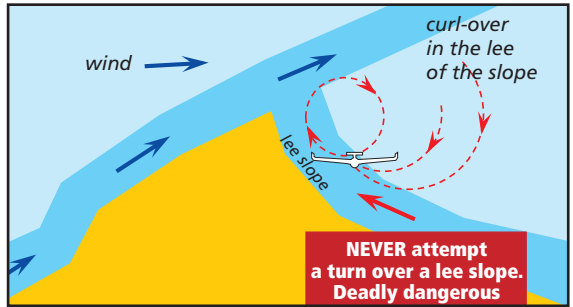 wind
curl-over
in the lee
of the slope
lee slope
NEVER attempt
a turn over a lee slope.
Deadly dangerous